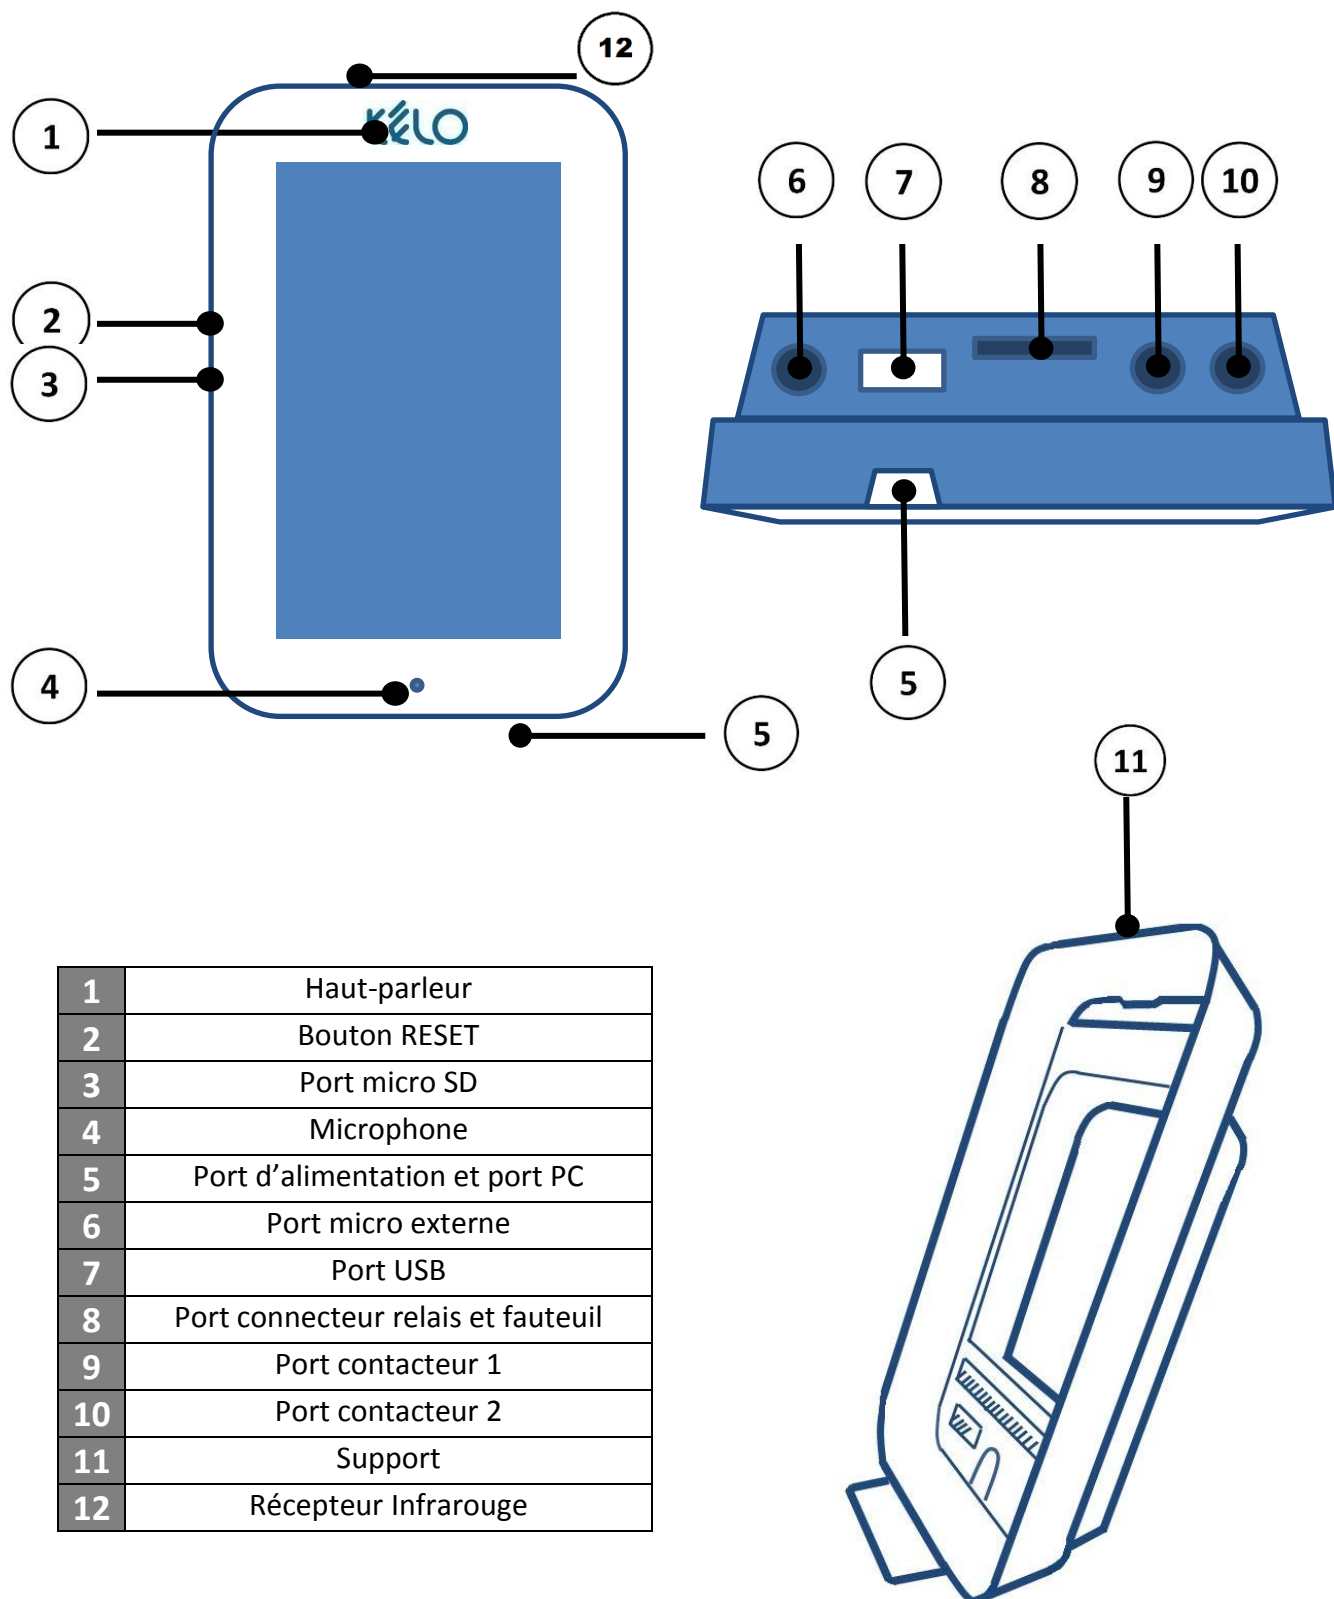 12
KÉLO
1
2
3
4
5
6
7
8
9
10
5
11
1 Haut-parleur
2 Bouton RESET
3 Port micro SD
4 Microphone
5 Port d’alimentation et port PC
6 Port micro externe
7 Port USB
8 Port connecteur relais et fauteuil
9 Port contacteur 1
10 Port contacteur 2
11 Support
12 Récepteur Infrarouge